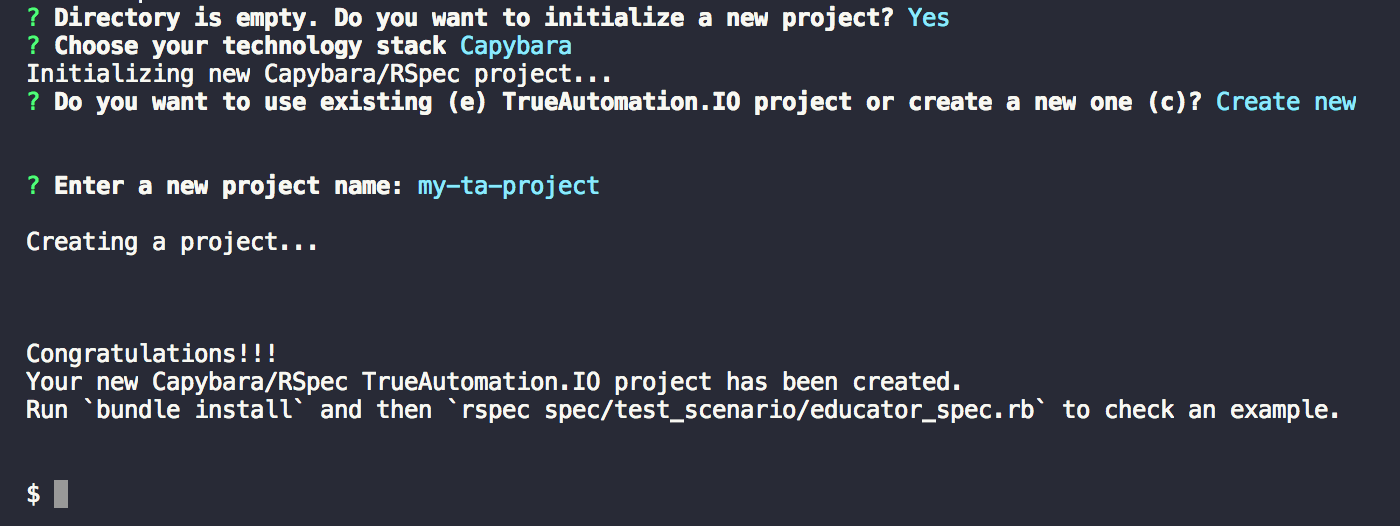 ? Directory is empty. Do you want to initialize a new project? Yes
? Choose your technology stack Capybara
Initializing new Capybara/RSpec project...
? Do you want to use existing (e) TrueAutomation.IO project or create a new one (c)? Create new
? Enter a new project name: my-ta-project
Creating a project...
Congratulations!!!
Your new Capybara/RSpec TrueAutomation.IO project has been created.
Run `bundle install` and then `rspec spec/test_scenario/educator_spec.rb` to check an example.
$